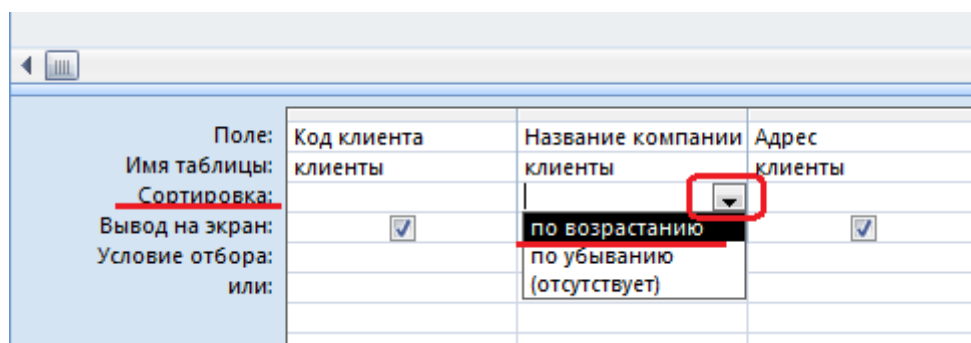 Поле: Код клиента Название компании Адрес
Имя таблицы: клиенты клиенты клиенты
Сортировка:
Вывод на экран: по возрастанию
Условие отбора: по убыванию
или: (отсутствует)